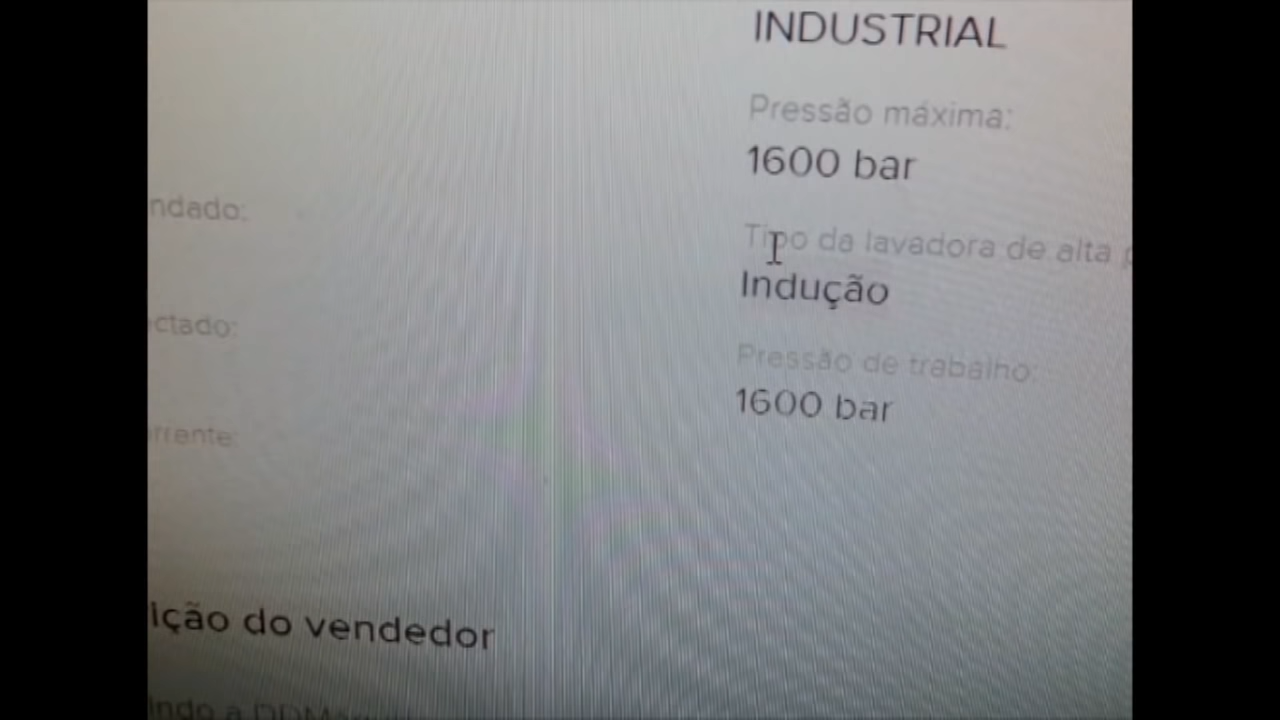 INDUSTRIAL
Pressão máxima:
1600 bar
ndado:
Tipo da lavadora de alta
Indução
ctado:
Pressão de trabalho:
1600 bar
rrente:
ição do vendedor
indo a